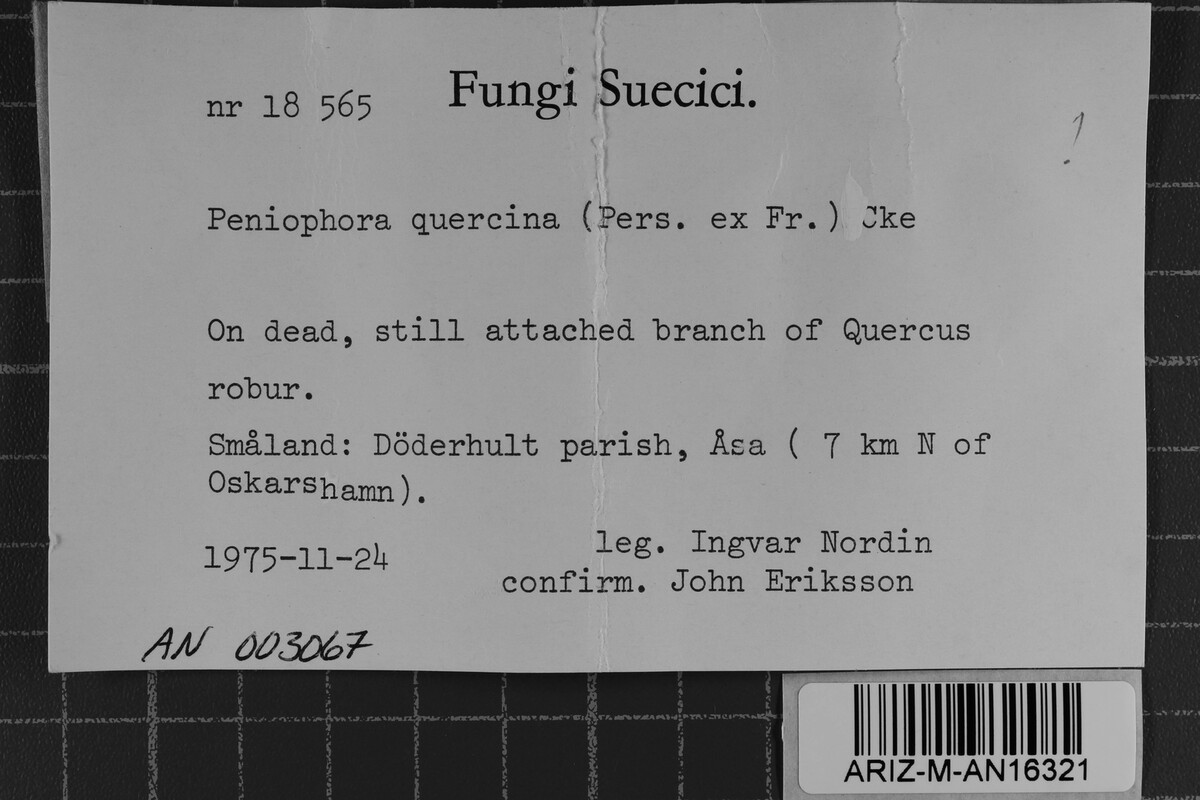 Fungi Suecici.
nr 18 565
!
Peniophora quercina (Pers. ex Fr.) Cke
On dead, still attached branch of Quercus
robur.
Småland: Döderhult parish, Åsa ( 7 km N of
Oskarshamn).
1975-11-24
leg. Ingvar Nordin
confirm. John Eriksson
AN 003067
ARIZ-M-AN16321